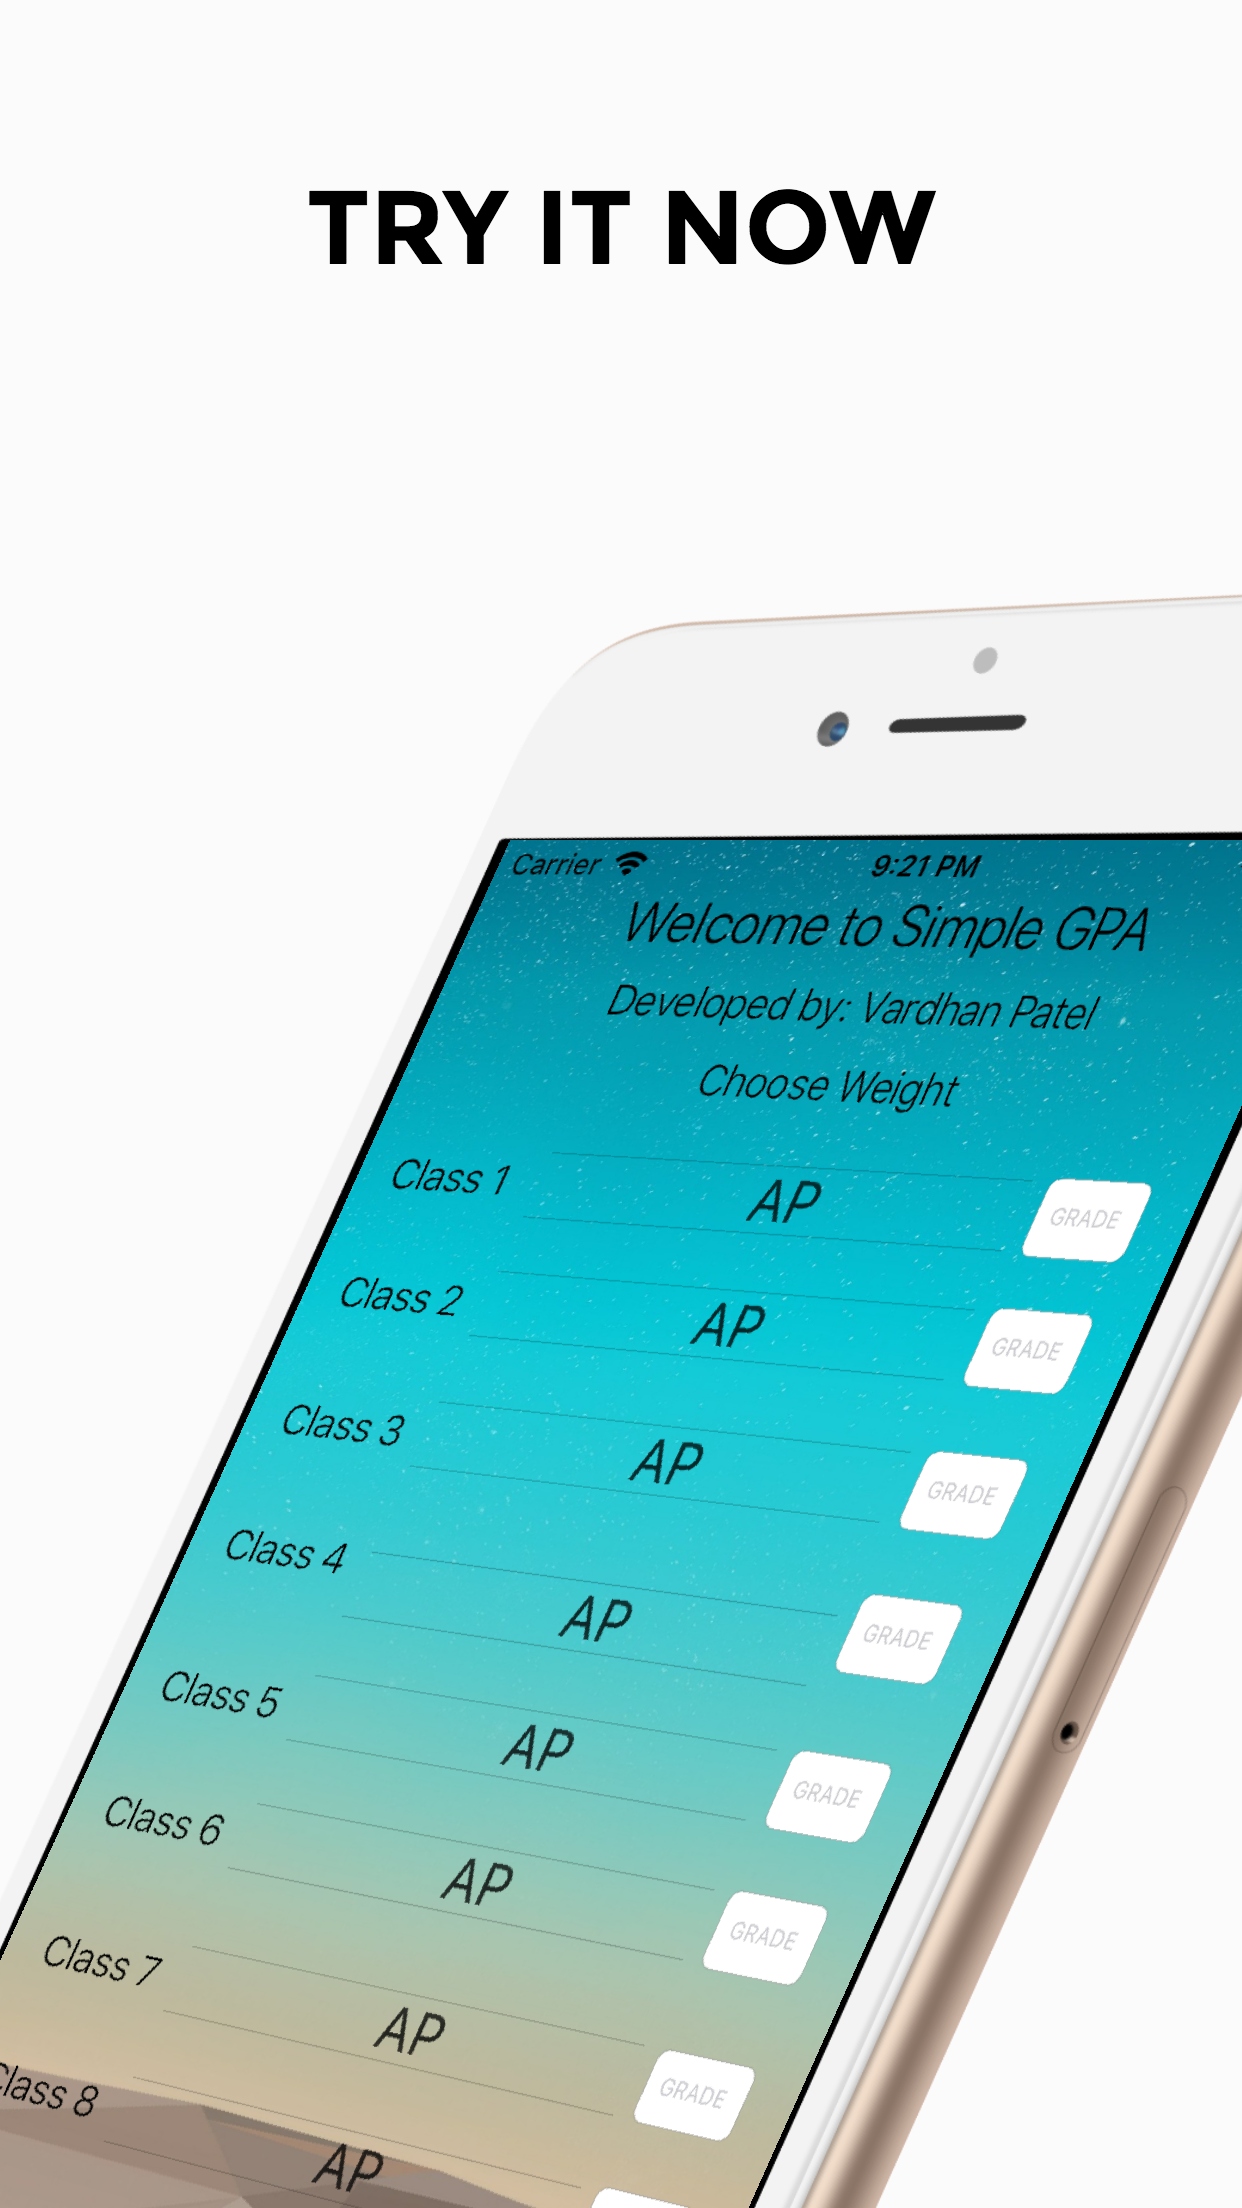 TRY IT NOW
Carrier 9:21 PM
Welcome to Simple GPA
Developed by: Vardhan Patel
Choose Weight
Class 1 AP GRADE
Class 2 AP GRADE
Class 3 AP GRADE
Class 4 AP GRADE
Class 5 AP GRADE
Class 6 AP GRADE
Class 7 AP GRADE
Class 8 AP